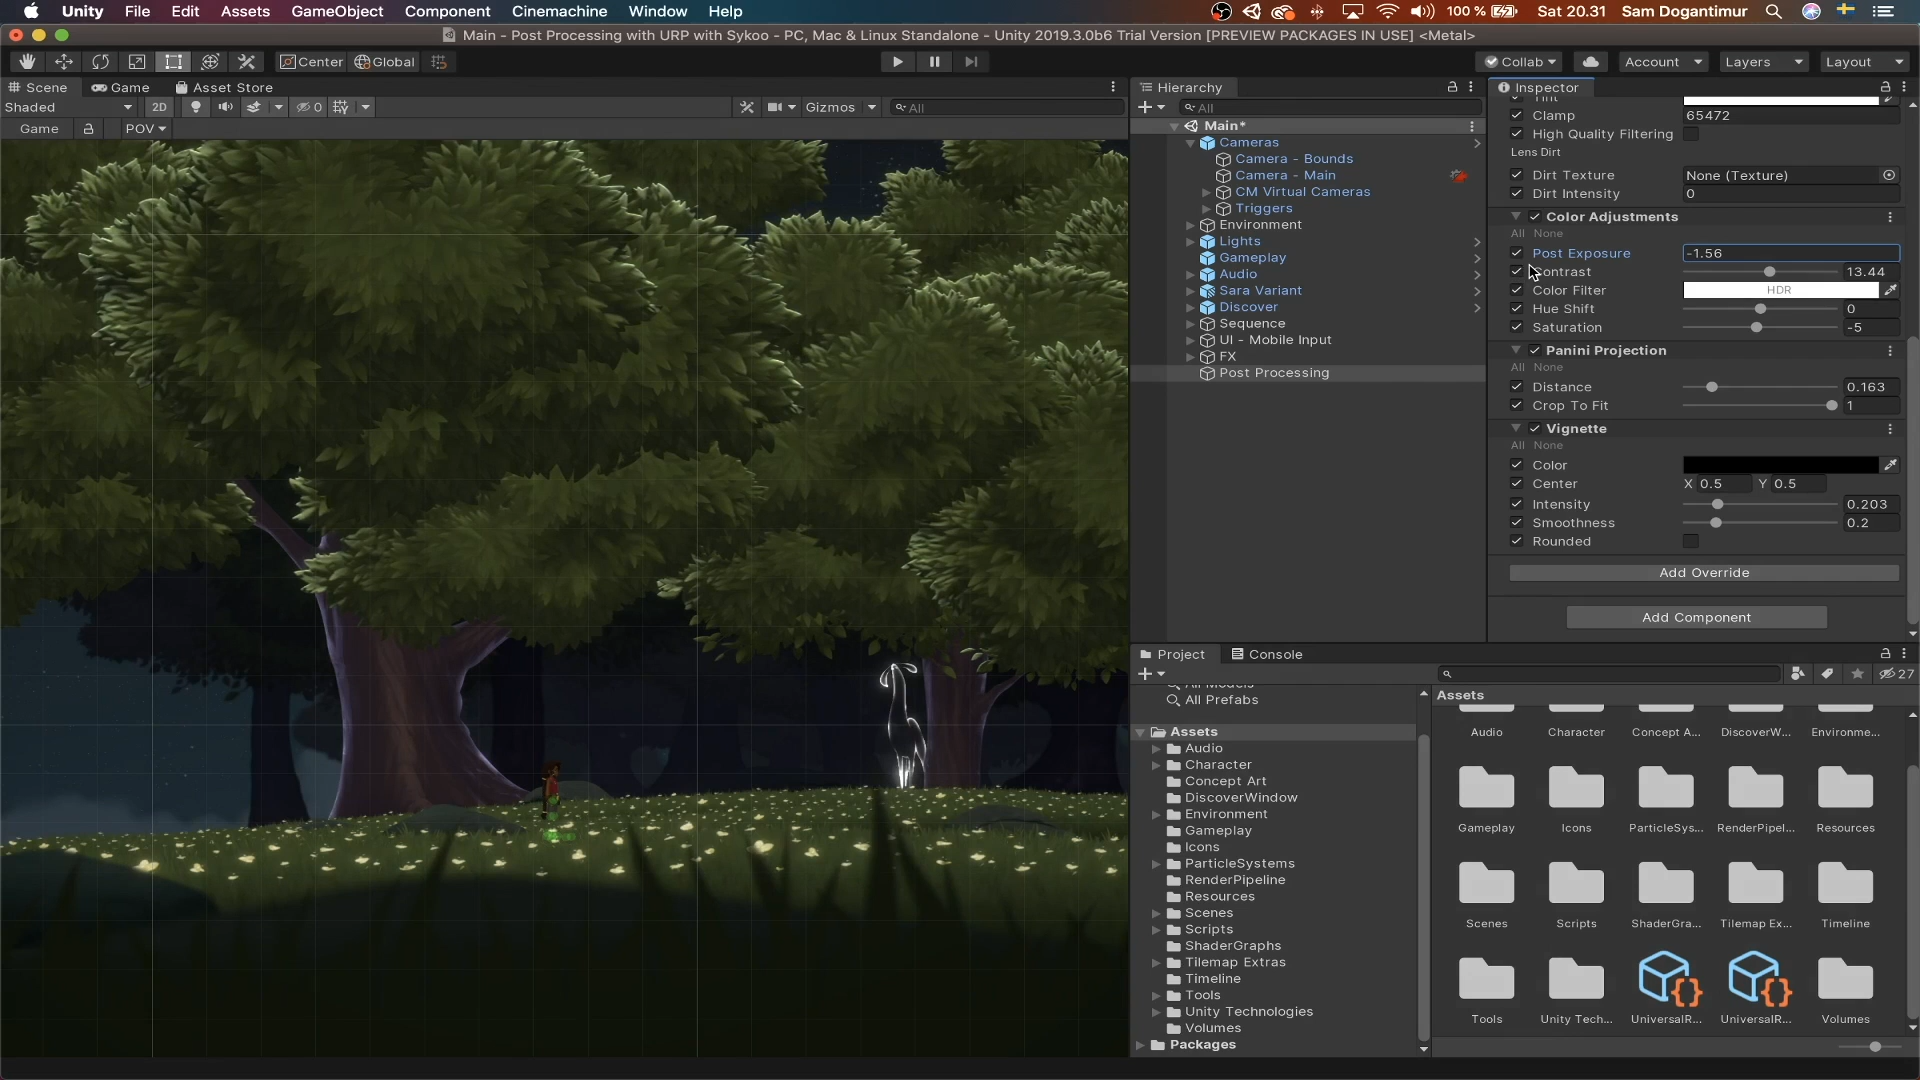 Unity File Edit Assets GameObject Component Cinemachine Window Help 100 % Sat 20.31 Sam Dogantimur
Main - Post Processing with URP with Sykoo - PC, Mac & Linux Standalone - Unity 2019.3.0b6 Trial Version [PREVIEW PACKAGES IN USE] <Metal>
Center Global Collab Account Layers Layout
Scene Game Asset Store
Shaded 2D 0 Gizmos All
Game POV
Hierarchy
All
Main*
Cameras
Camera - Bounds
Camera - Main
CM Virtual Cameras
Triggers
Environment
Lights
Gameplay
Audio
Sara Variant
Discover
Sequence
UI - Mobile Input
FX
Post Processing
Inspector
Tint
Clamp 65472
High Quality Filtering
Lens Dirt
Dirt Texture None (Texture)
Dirt Intensity 0
Color Adjustments
All None
Post Exposure -1.56
Contrast 13.44
Color Filter HDR
Hue Shift 0
Saturation -5
Panini Projection
All None
Distance 0.163
Crop To Fit 1
Vignette
All None
Color
Center X 0.5 Y 0.5
Intensity 0.203
Smoothness 0.2
Rounded
Add Override
Add Component
Project Console
27
All Models
All Prefabs
Assets
Audio
Character
Concept Art
DiscoverWindow
Environment
Gameplay
Icons
ParticleSystems
RenderPipeline
Resources
Scenes
Scripts
ShaderGraphs
Tilemap Extras
Timeline
Tools
Unity Technologies
Volumes
Packages
Assets
Audio Character Concept A... DiscoverW... Environme...
Gameplay Icons ParticleSys... RenderPipel... Resources
Scenes Scripts ShaderGra... Tilemap Ex... Timeline
Tools Unity Tech... UniversalR... UniversalR... Volumes